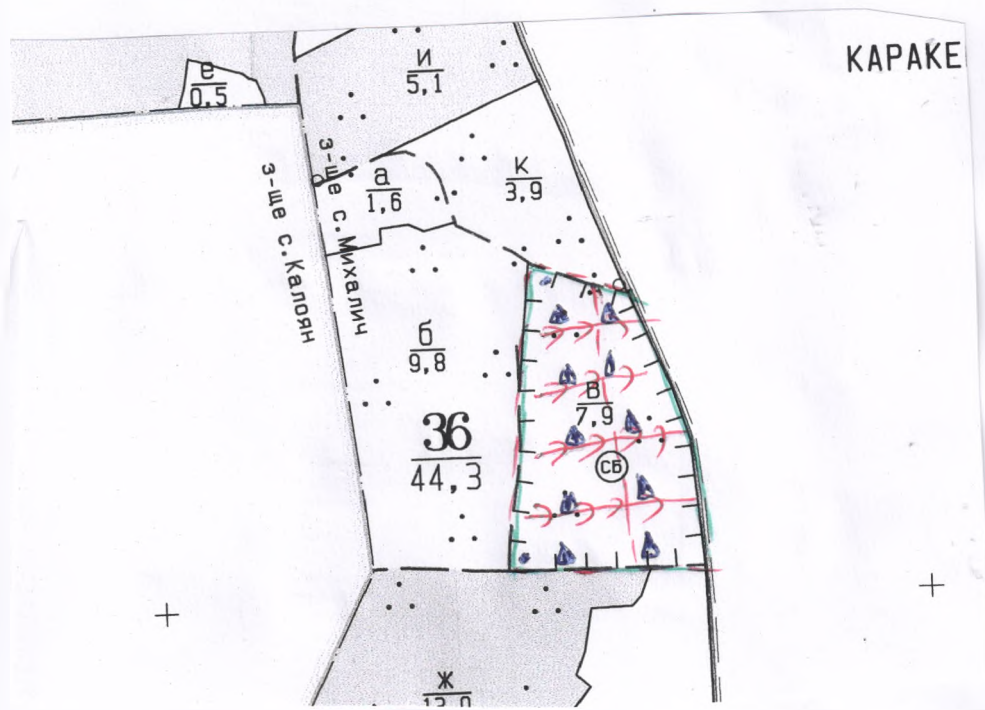 КАРАКЕ
и
5,1
е
0,5
к
3,9
а
1,6
з-ще с.Михалич
з-ще с.Калоян
б
9,8
в
7,9
36
44,3
СБ
ж